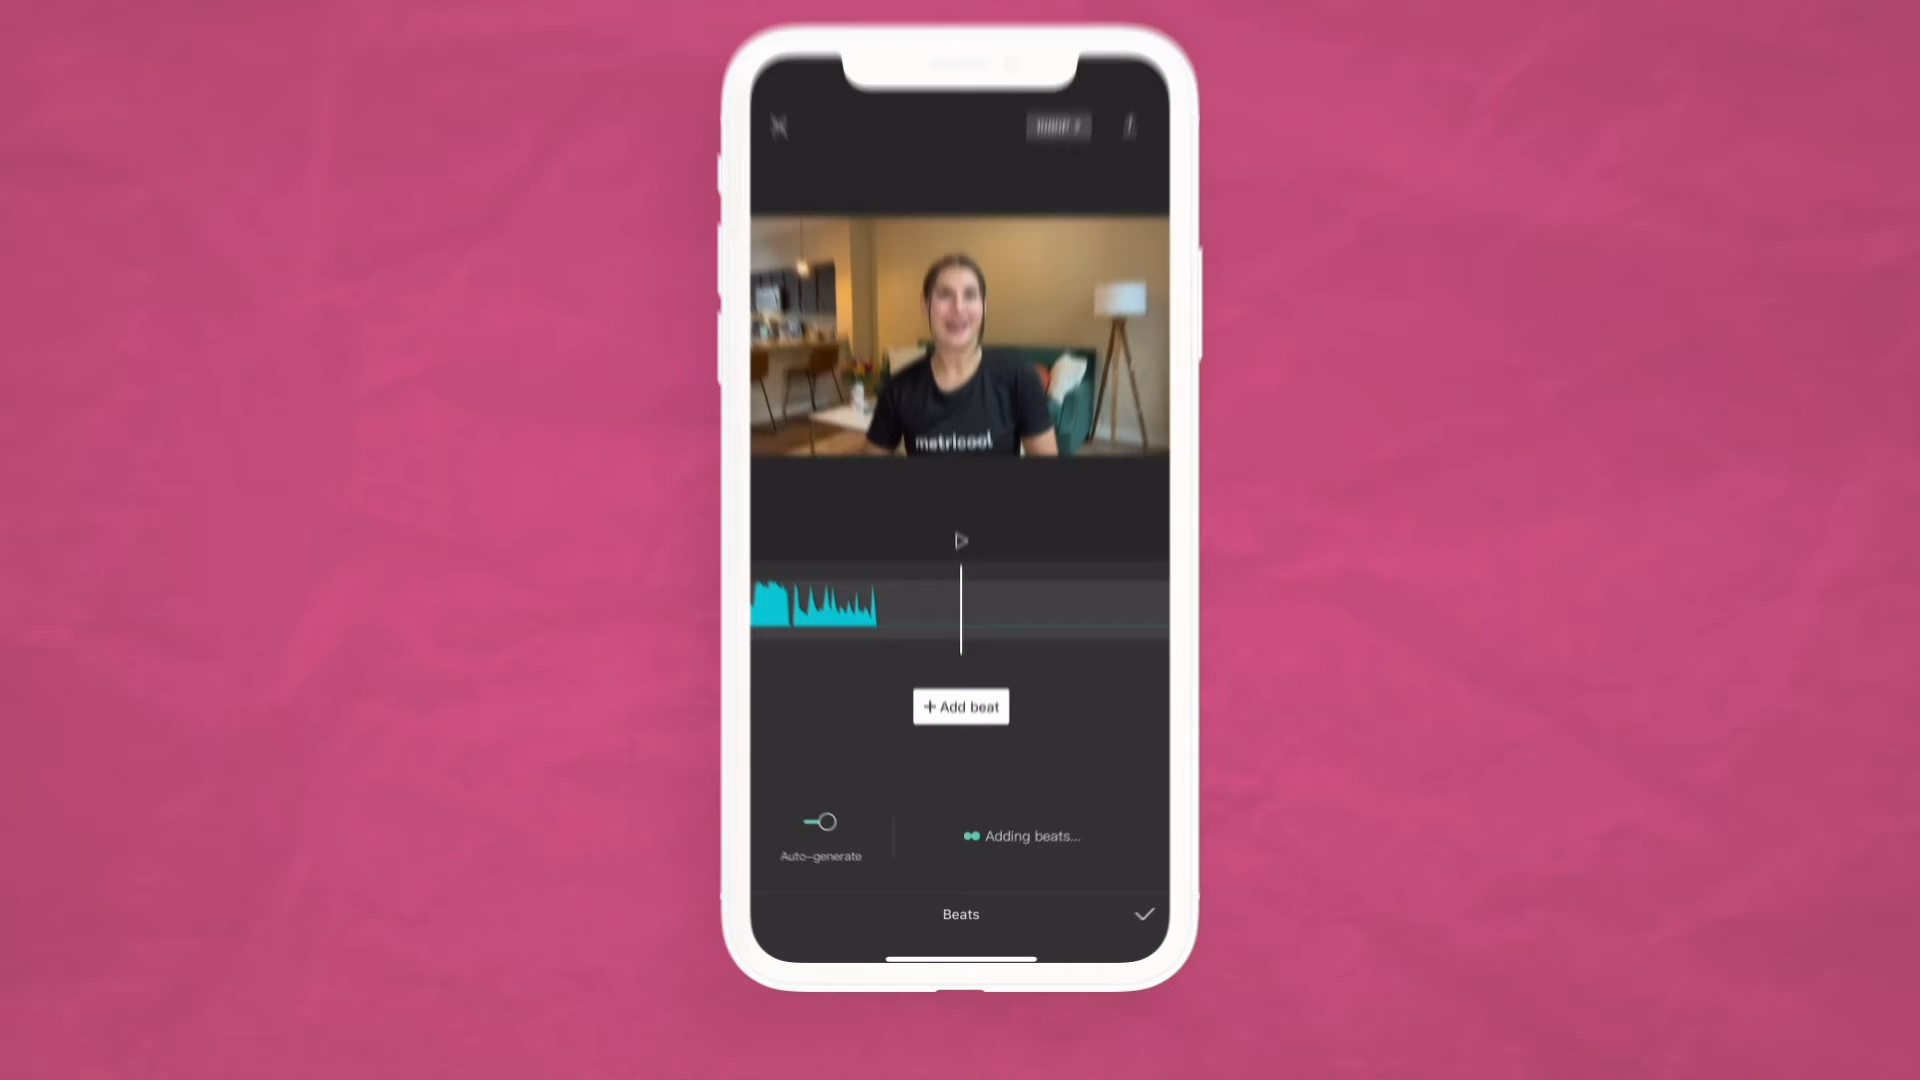 metricool
+ Add beat
Adding beats...
Auto-generate
Beats